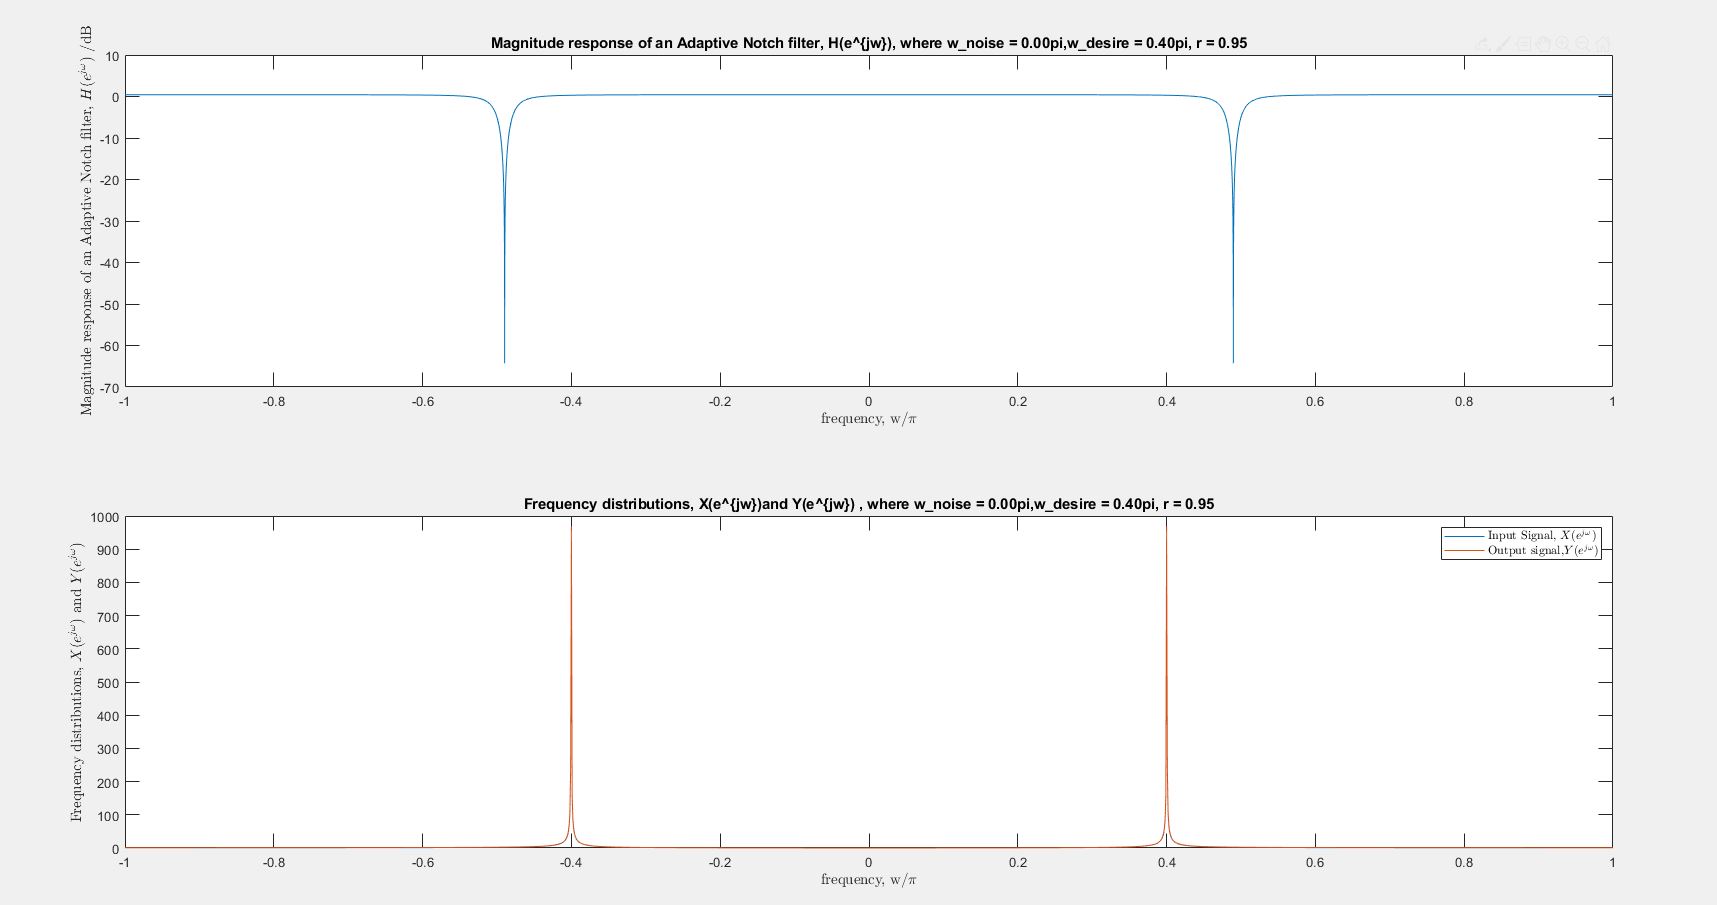 Magnitude response of an Adaptive Notch filter, H(e^{jw}), where w_noise = 0.00pi,w_desire = 0.40pi, r = 0.95
Magnitude response of an Adaptive Notch filter, H(e^{jω}) /dB
10
0
-10
-20
-30
-40
-50
-60
-70
-1 -0.8 -0.6 -0.4 -0.2 0 0.2 0.4 0.6 0.8 1
frequency, w/π
Frequency distributions, X(e^{jw})and Y(e^{jw}) , where w_noise = 0.00pi,w_desire = 0.40pi, r = 0.95
Frequency distributions, X(e^{jω}) and Y(e^{jω})
1000
900
800
700
600
500
400
300
200
100
0
Input Signal, X(e^{jω})
Output signal,Y(e^{jω})
-1 -0.8 -0.6 -0.4 -0.2 0 0.2 0.4 0.6 0.8 1
frequency, w/π